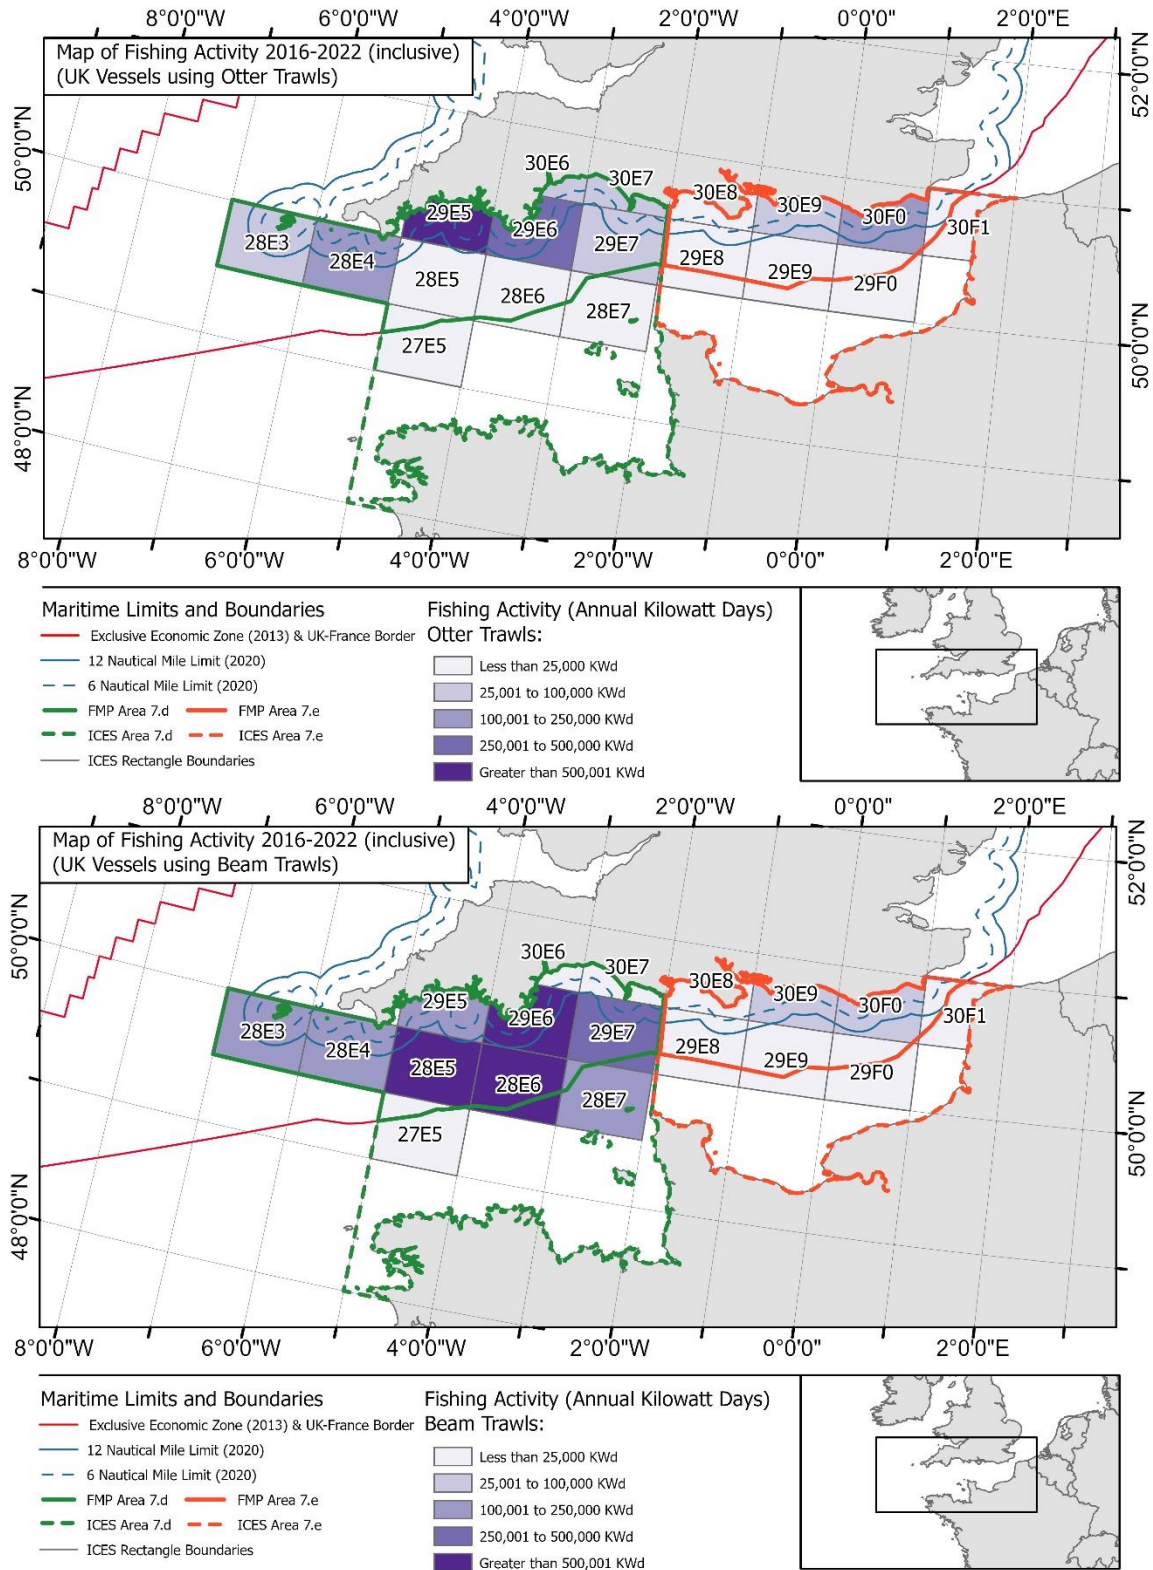 8°0'0"W 6°0'0"W 4°0'0"W 2°0'0"W 0°0'0" 2°0'0"E
Map of Fishing Activity 2016-2022 (inclusive)
(UK Vessels using Otter Trawls)
52°0'0"N
50°0'0"N
30E6
30E7
30E8
30E9
30F0
30F1
29E5
29E6
29E7
28E3
28E4
28E5
28E6
28E7
29E8
29E9
29F0
27E5
50°0'0"N
48°0'0"N
8°0'0"W 6°0'0"W 4°0'0"W 2°0'0"W 0°0'0" 2°0'0"E
Maritime Limits and Boundaries
Exclusive Economic Zone (2013) & UK-France Border
12 Nautical Mile Limit (2020)
6 Nautical Mile Limit (2020)
FMP Area 7.d FMP Area 7.e
ICES Area 7.d ICES Area 7.e
ICES Rectangle Boundaries
Fishing Activity (Annual Kilowatt Days)
Otter Trawls:
Less than 25,000 KWd
25,001 to 100,000 KWd
100,001 to 250,000 KWd
250,001 to 500,000 KWd
Greater than 500,001 KWd
8°0'0"W 6°0'0"W 4°0'0"W 2°0'0"W 0°0'0" 2°0'0"E
Map of Fishing Activity 2016-2022 (inclusive)
(UK Vessels using Beam Trawls)
52°0'0"N
50°0'0"N
30E6
30E7
30E8
30E9
30F0
30F1
29E5
29E6
29E7
28E3
28E4
28E5
28E6
28E7
29E8
29E9
29F0
27E5
50°0'0"N
48°0'0"N
8°0'0"W 6°0'0"W 4°0'0"W 2°0'0"W 0°0'0" 2°0'0"E
Maritime Limits and Boundaries
Exclusive Economic Zone (2013) & UK-France Border
12 Nautical Mile Limit (2020)
6 Nautical Mile Limit (2020)
FMP Area 7.d FMP Area 7.e
ICES Area 7.d ICES Area 7.e
ICES Rectangle Boundaries
Fishing Activity (Annual Kilowatt Days)
Beam Trawls:
Less than 25,000 KWd
25,001 to 100,000 KWd
100,001 to 250,000 KWd
250,001 to 500,000 KWd
Greater than 500,001 KWd